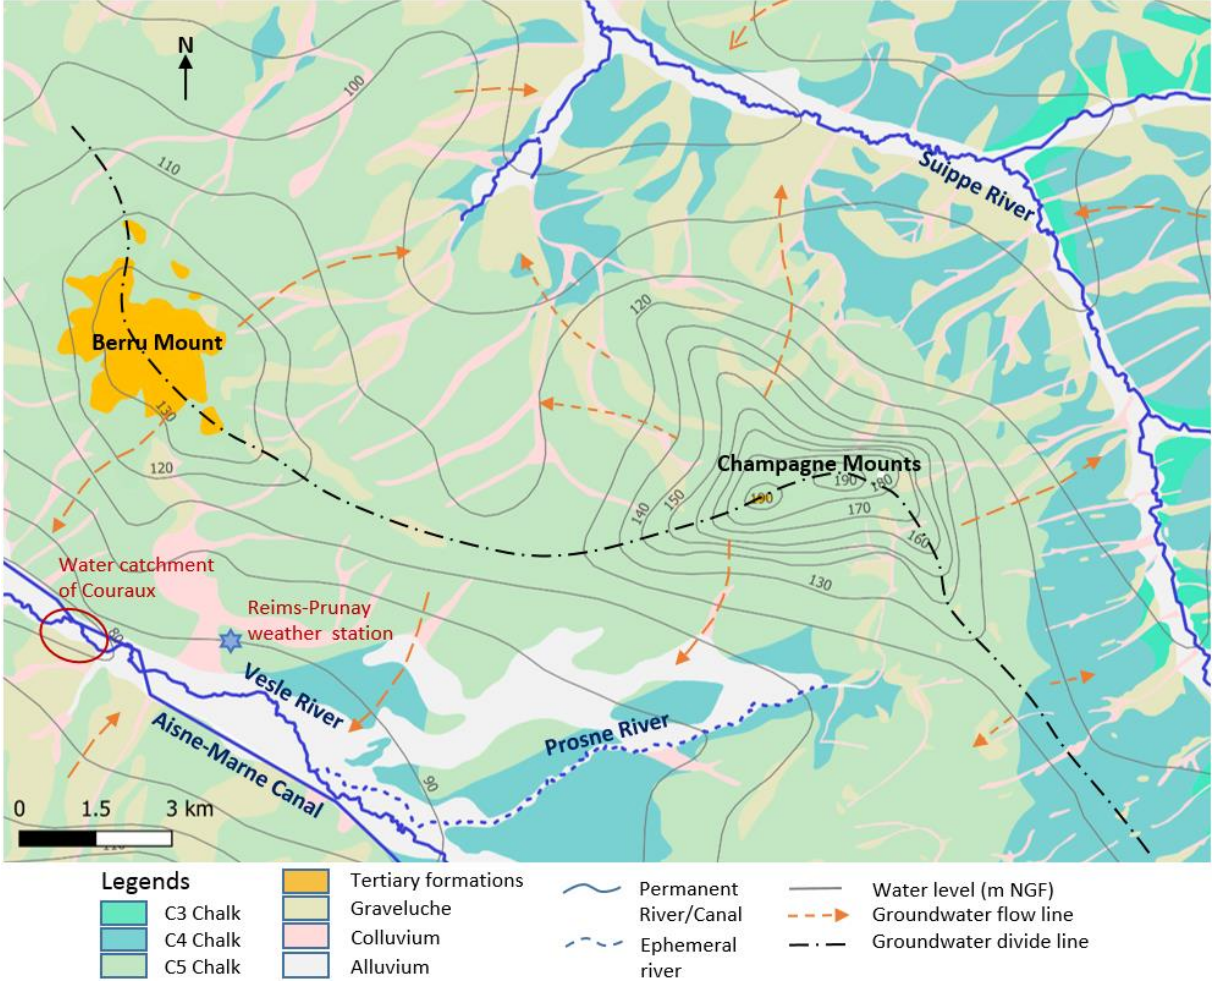 N
100
110
Suippe River
120
Berru Mount
130
120
Champagne Mounts
190
190
180
150
140
170
160
Water catchment
of Couraux
130
Reims-Prunay
weather station
80
Vesle River
Prosne River
Aisne-Marne Canal
90
0 1.5 3 km
110
Legends
C3 Chalk
C4 Chalk
C5 Chalk
Tertiary formations
Graveluche
Colluvium
Alluvium
Permanent
River/Canal
Ephemeral
river
Water level (m NGF)
Groundwater flow line
Groundwater divide line